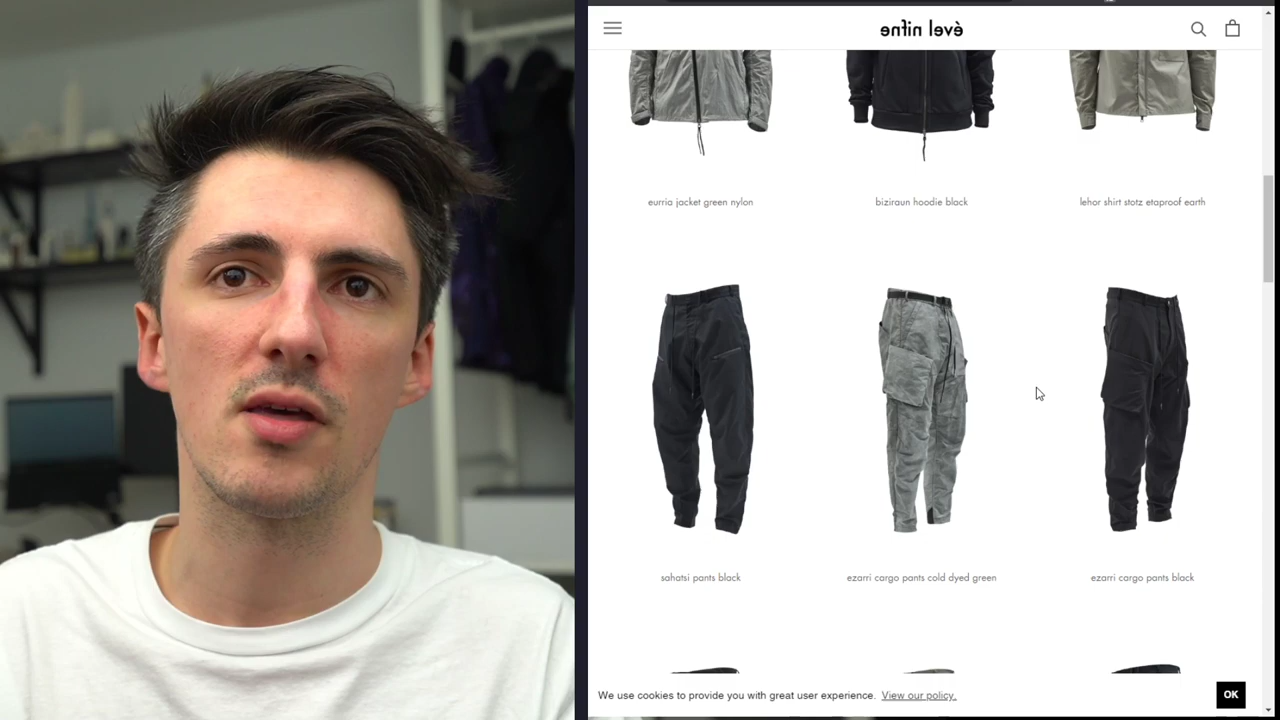 enfin levé
eurria jacket green nylon
biziraun hoodie black
lehor shirt stotz etaproof earth
sahatsi pants black
ezarri cargo pants cold dyed green
ezarri cargo pants black
We use cookies to provide you with great user experience. View our policy. OK